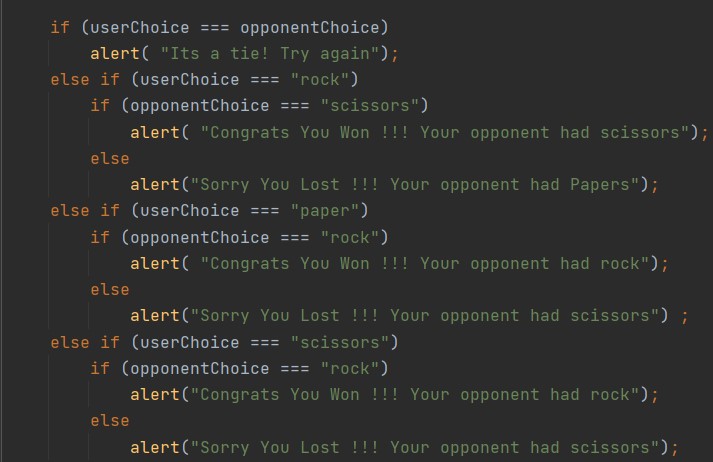 if (userChoice === opponentChoice)
alert( "Its a tie! Try again");
else if (userChoice === "rock")
if (opponentChoice === "scissors")
alert( "Congrats You Won !!! Your opponent had scissors");
else
alert("Sorry You Lost !!! Your opponent had Papers");
else if (userChoice === "paper")
if (opponentChoice === "rock")
alert( "Congrats You Won !!! Your opponent had rock");
else
alert("Sorry You Lost !!! Your opponent had scissors") ;
else if (userChoice === "scissors")
if (opponentChoice === "rock")
alert("Congrats You Won !!! Your opponent had rock");
else
alert("Sorry You Lost !!! Your opponent had scissors");